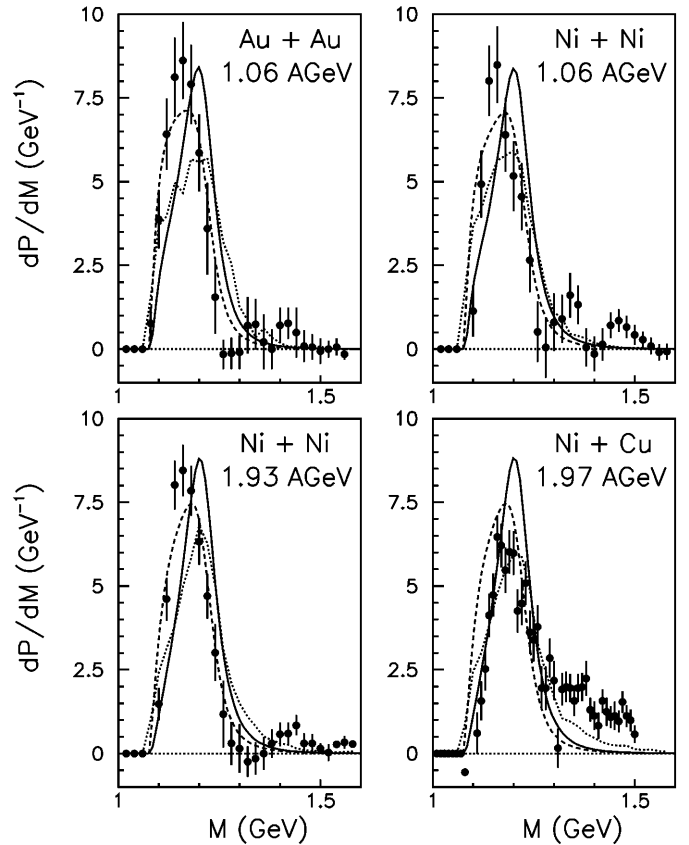 10
7.5
5
2.5
0
dP/dM (GeV⁻¹)
Au + Au
1.06 AGeV
1
1.5
10
7.5
5
2.5
0
Ni + Ni
1.06 AGeV
1
1.5
10
7.5
5
2.5
0
dP/dM (GeV⁻¹)
Ni + Ni
1.93 AGeV
1
1.5
M (GeV)
10
7.5
5
2.5
0
Ni + Cu
1.97 AGeV
1
1.5
M (GeV)